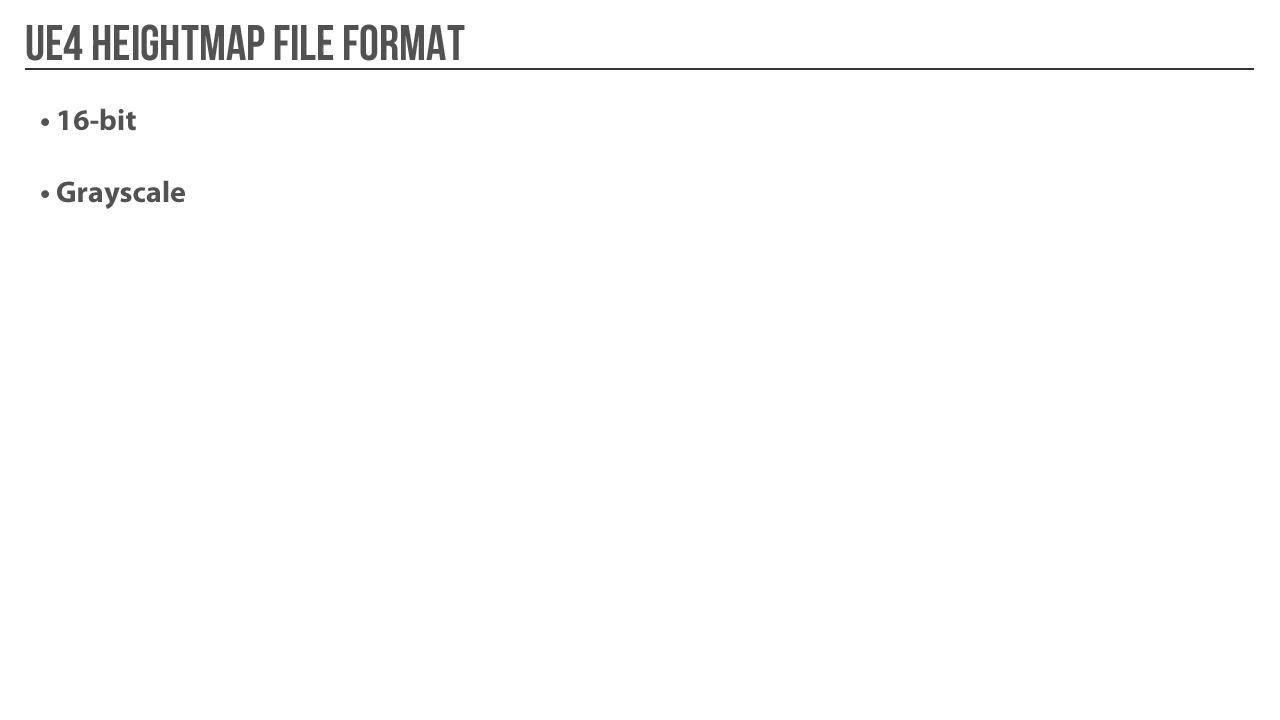 UE4 HEIGHTMAP FILE FORMAT
• 16-bit
• Grayscale